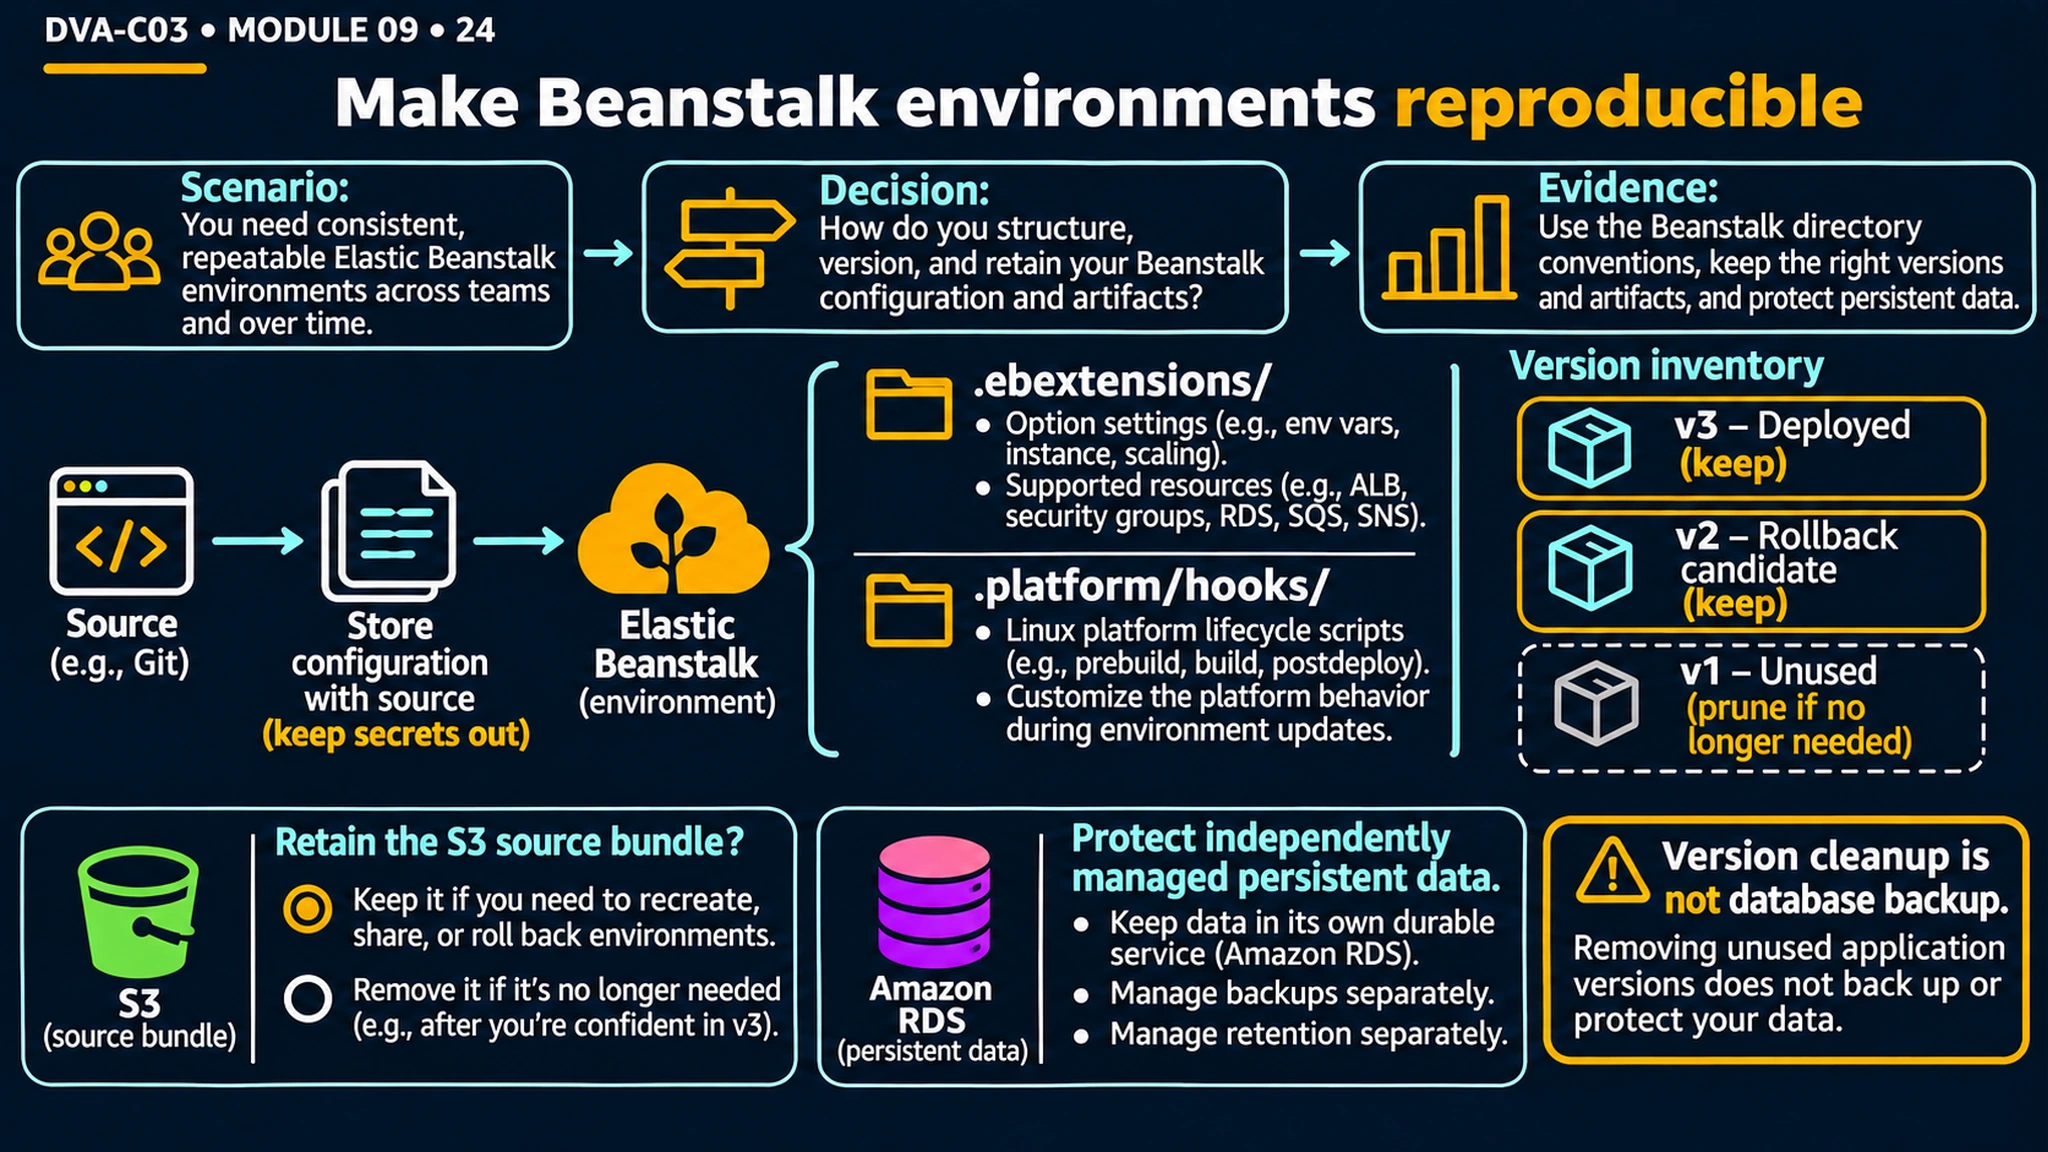 DVA-C03 • MODULE 09 • 24
Make Beanstalk environments reproducible
Scenario:
You need consistent,
repeatable Elastic Beanstalk
environments across teams
and over time.
Decision:
How do you structure,
version, and retain your Beanstalk
configuration and artifacts?
Evidence:
Use the Beanstalk directory
conventions, keep the right versions
and artifacts, and protect persistent data.
</>
Source
(e.g., Git)
Store
configuration
with source
(keep secrets out)
Elastic
Beanstalk
(environment)
.ebextensions/
• Option settings (e.g., env vars,
instance, scaling).
• Supported resources (e.g., ALB,
security groups, RDS, SQS, SNS).
.platform/hooks/
• Linux platform lifecycle scripts
(e.g., prebuild, build, postdeploy).
• Customize the platform behavior
during environment updates.
Version inventory
v3 – Deployed
(keep)
v2 – Rollback
candidate
(keep)
v1 – Unused
(prune if no
longer needed)
S3
(source bundle)
Retain the S3 source bundle?
Keep it if you need to recreate,
share, or roll back environments.
Remove it if it's no longer needed
(e.g., after you're confident in v3).
Amazon
RDS
(persistent data)
Protect independently
managed persistent data.
• Keep data in its own durable
service (Amazon RDS).
• Manage backups separately.
• Manage retention separately.
!
Version cleanup is
not database backup.
Removing unused application
versions does not back up or
protect your data.